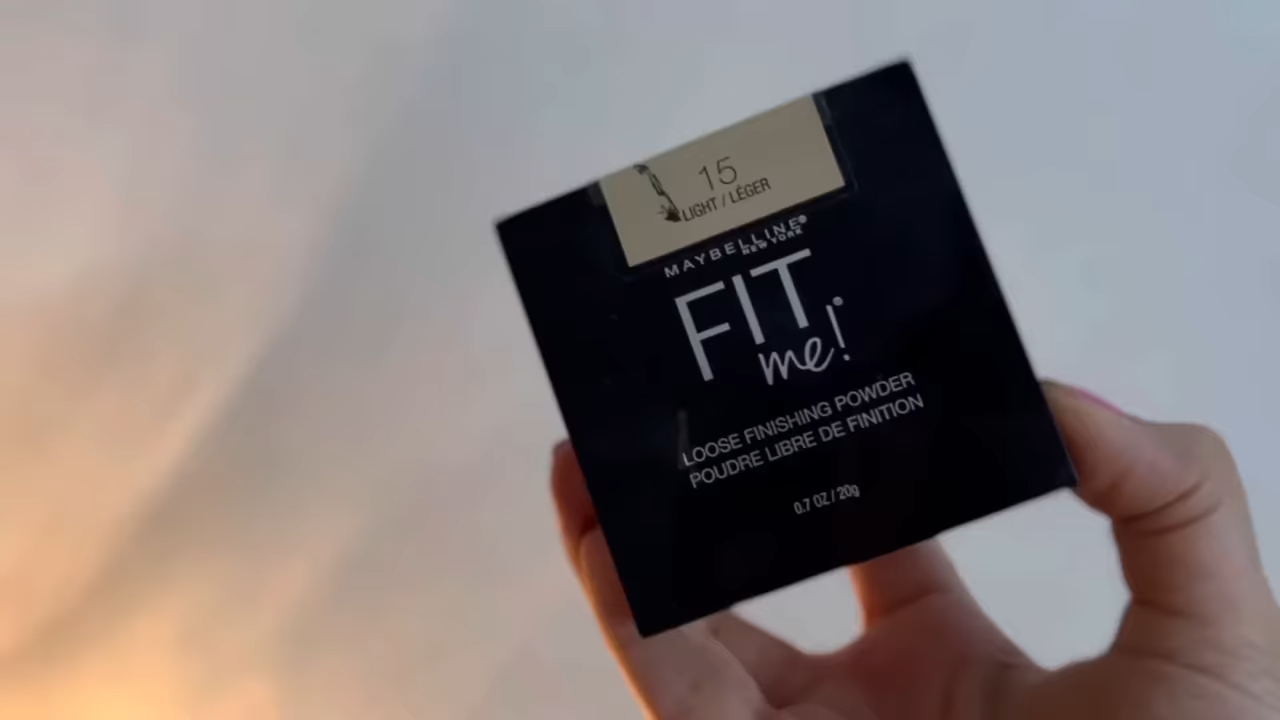 15
LIGHT / LÉGER
MAYBELLINE®
NEW YORK
FIT
me!
LOOSE FINISHING POWDER
POUDRE LIBRE DE FINITION
0.7 OZ / 20g